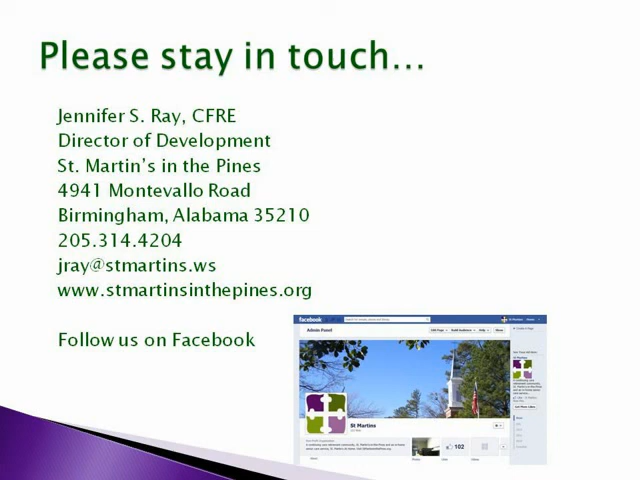 Please stay in touch...
Jennifer S. Ray, CFRE
Director of Development
St. Martin's in the Pines
4941 Montevallo Road
Birmingham, Alabama 35210
205.314.4204
jray@stmartins.ws
www.stmartinsinthepines.org
Follow us on Facebook
facebook
Admin Panel
St Martins
102